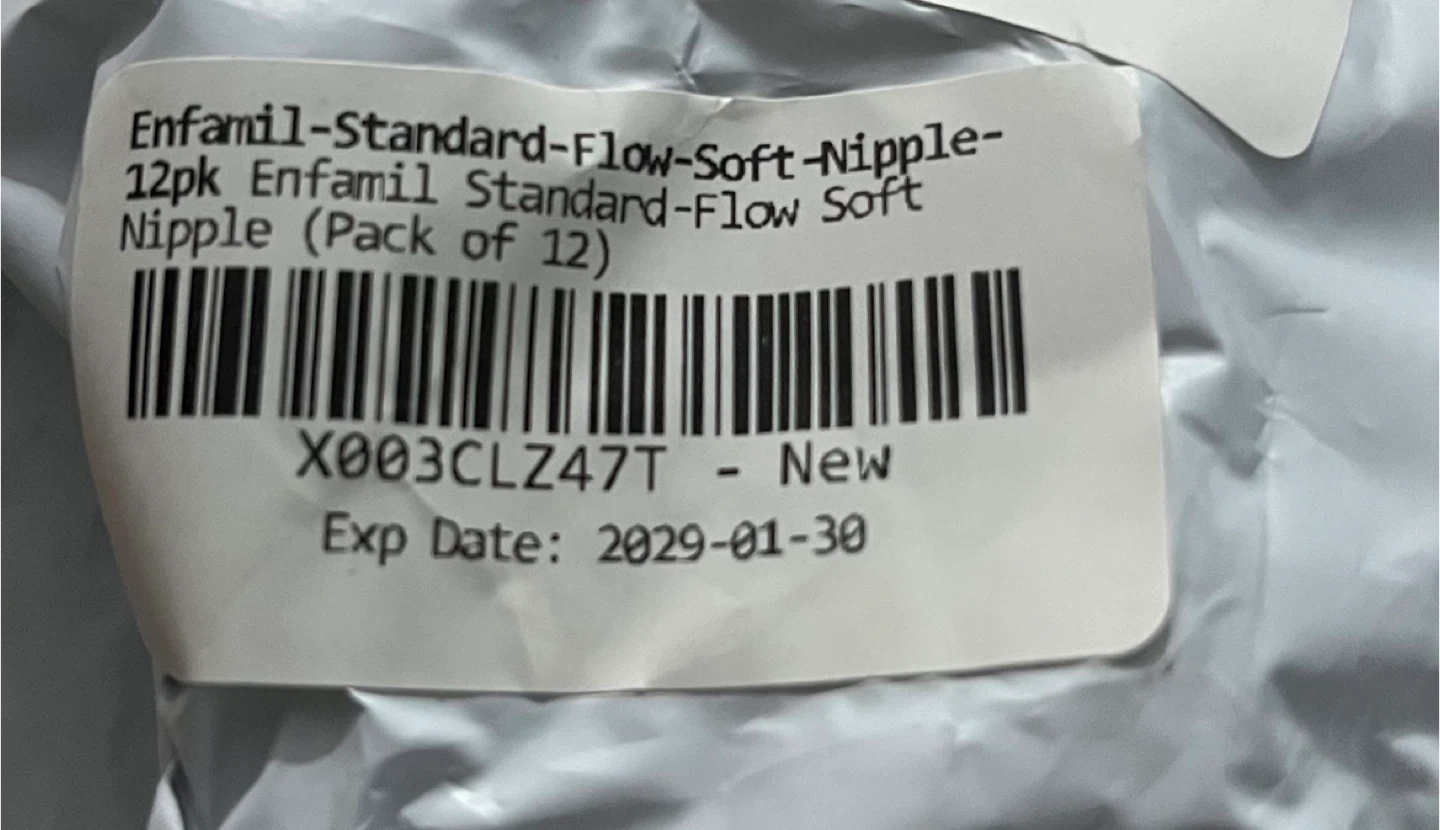 Enfamil-Standard-Flow-Soft-Nipple-
12pk Enfamil Standard-Flow Soft
Nipple (Pack of 12)
X003CLZ47T - New
Exp Date: 2029-01-30